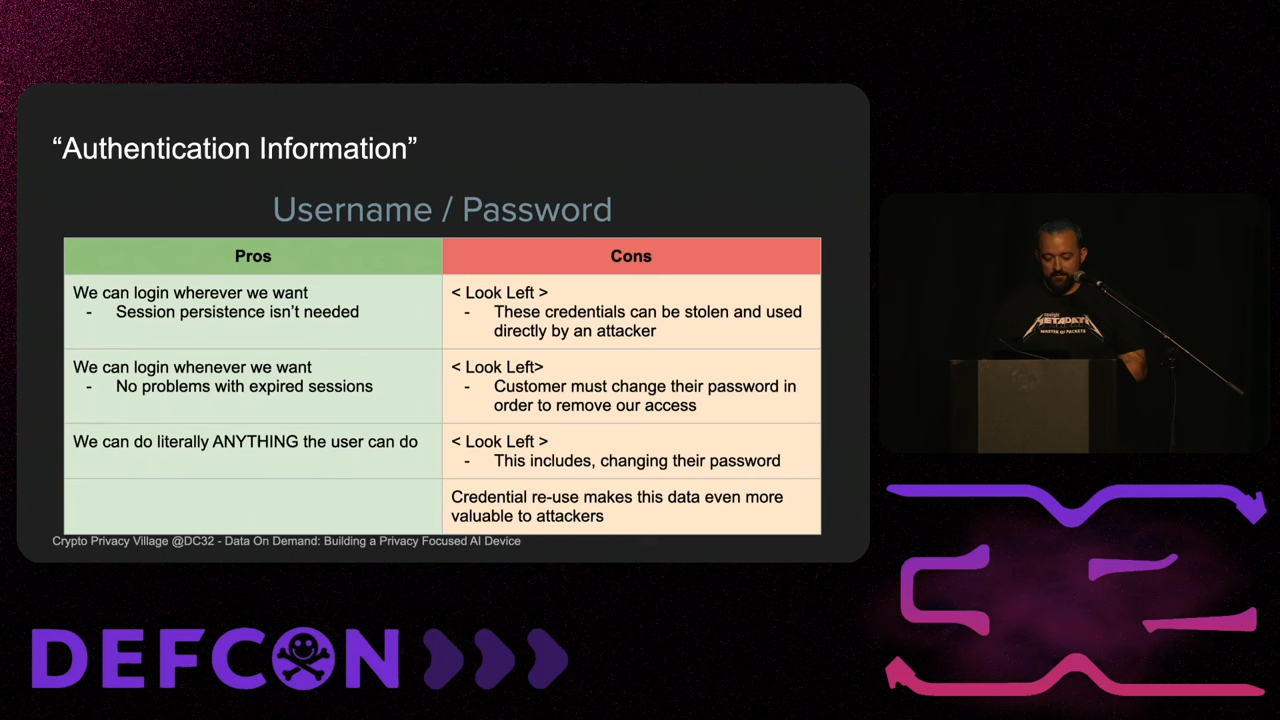 “Authentication Information”
Username / Password
Pros
Cons
We can login wherever we want
- Session persistence isn’t needed
< Look Left >
- These credentials can be stolen and used
directly by an attacker
We can login whenever we want
- No problems with expired sessions
< Look Left>
- Customer must change their password in
order to remove our access
We can do literally ANYTHING the user can do
< Look Left >
- This includes, changing their password
Credential re-use makes this data even more
valuable to attackers
Crypto Privacy Village @DC32 - Data On Demand: Building a Privacy Focused AI Device
METADATA
MASTER OF PACKETS
DEFCON